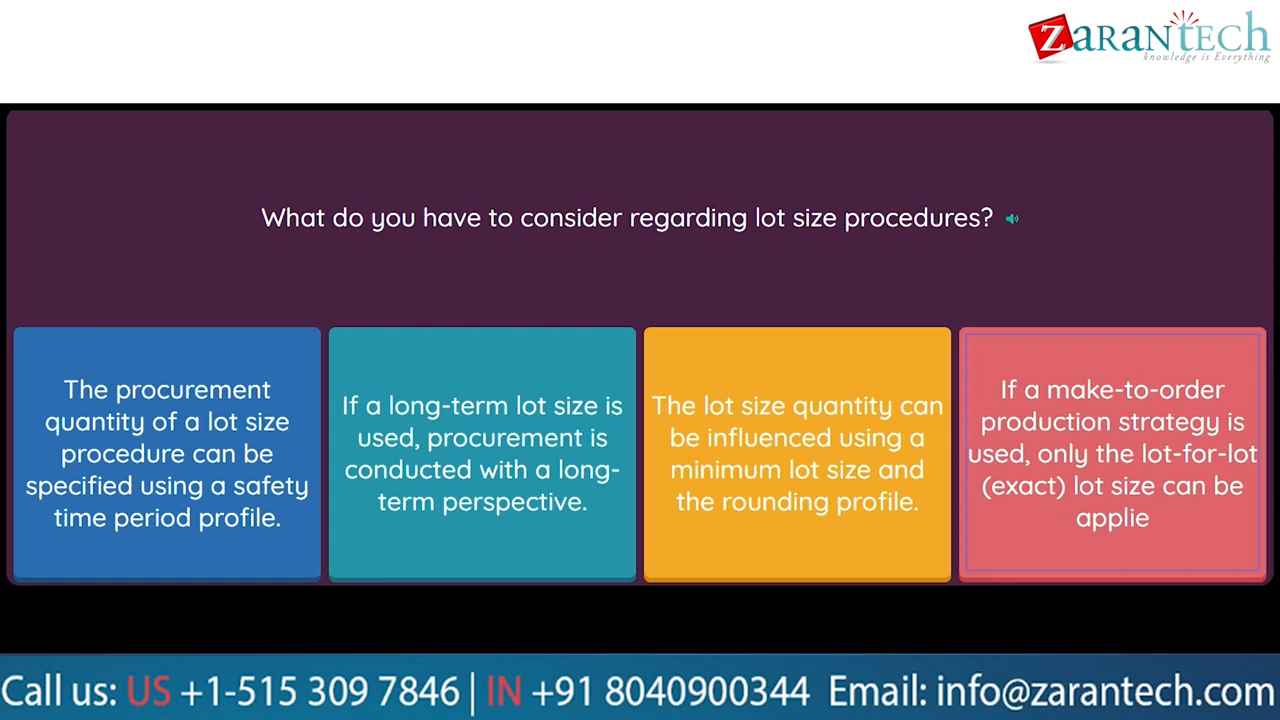 ZARANTECH
knowledge is Everything
What do you have to consider regarding lot size procedures?
The procurement
quantity of a lot size
procedure can be
specified using a safety
time period profile.
If a long-term lot size is
used, procurement is
conducted with a long-
term perspective.
The lot size quantity can
be influenced using a
minimum lot size and
the rounding profile.
If a make-to-order
production strategy is
used, only the lot-for-lot
(exact) lot size can be
applie
Call us: US +1-515 309 7846 | IN +91 8040900344 Email: info@zarantech.com